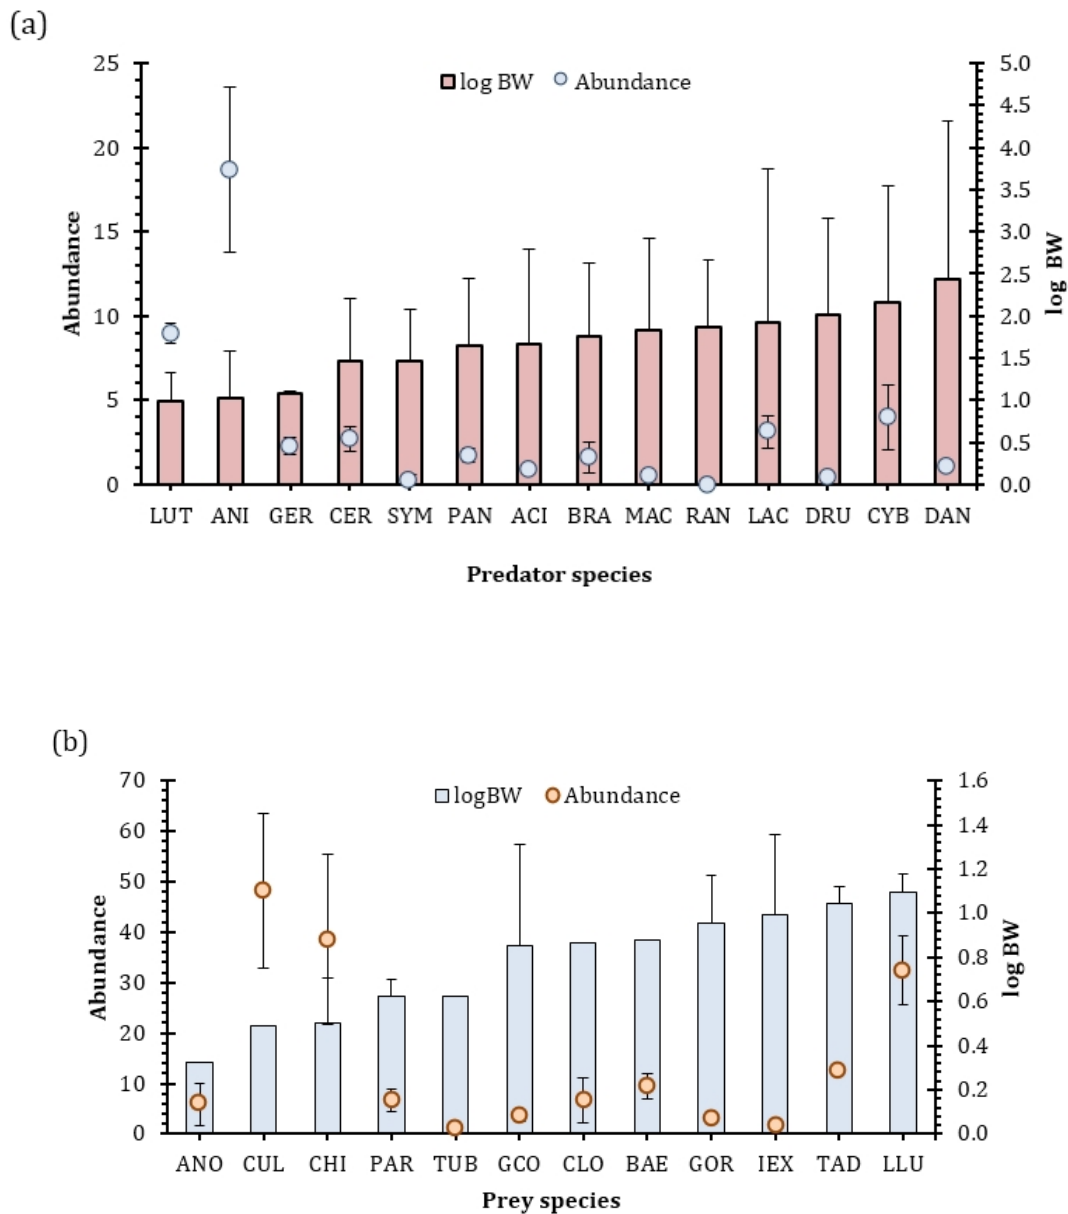 (a)
25 5.0
log BW Abundance
4.5
20 4.0
3.5
15 3.0
Abundance
log BW
2.5
10 2.0
1.5
5 1.0
0.5
0 0.0
LUT ANI GER CER SYM PAN ACI BRA MAC RAN LAC DRU CYB DAN
Predator species
(b)
70 1.6
logBW Abundance
60 1.4
50 1.2
40 1.0
Abundance
log BW
30 0.8
0.6
20 0.4
10 0.2
0 0.0
ANO CUL CHI PAR TUB GCO CLO BAE GOR IEX TAD LLU
Prey species